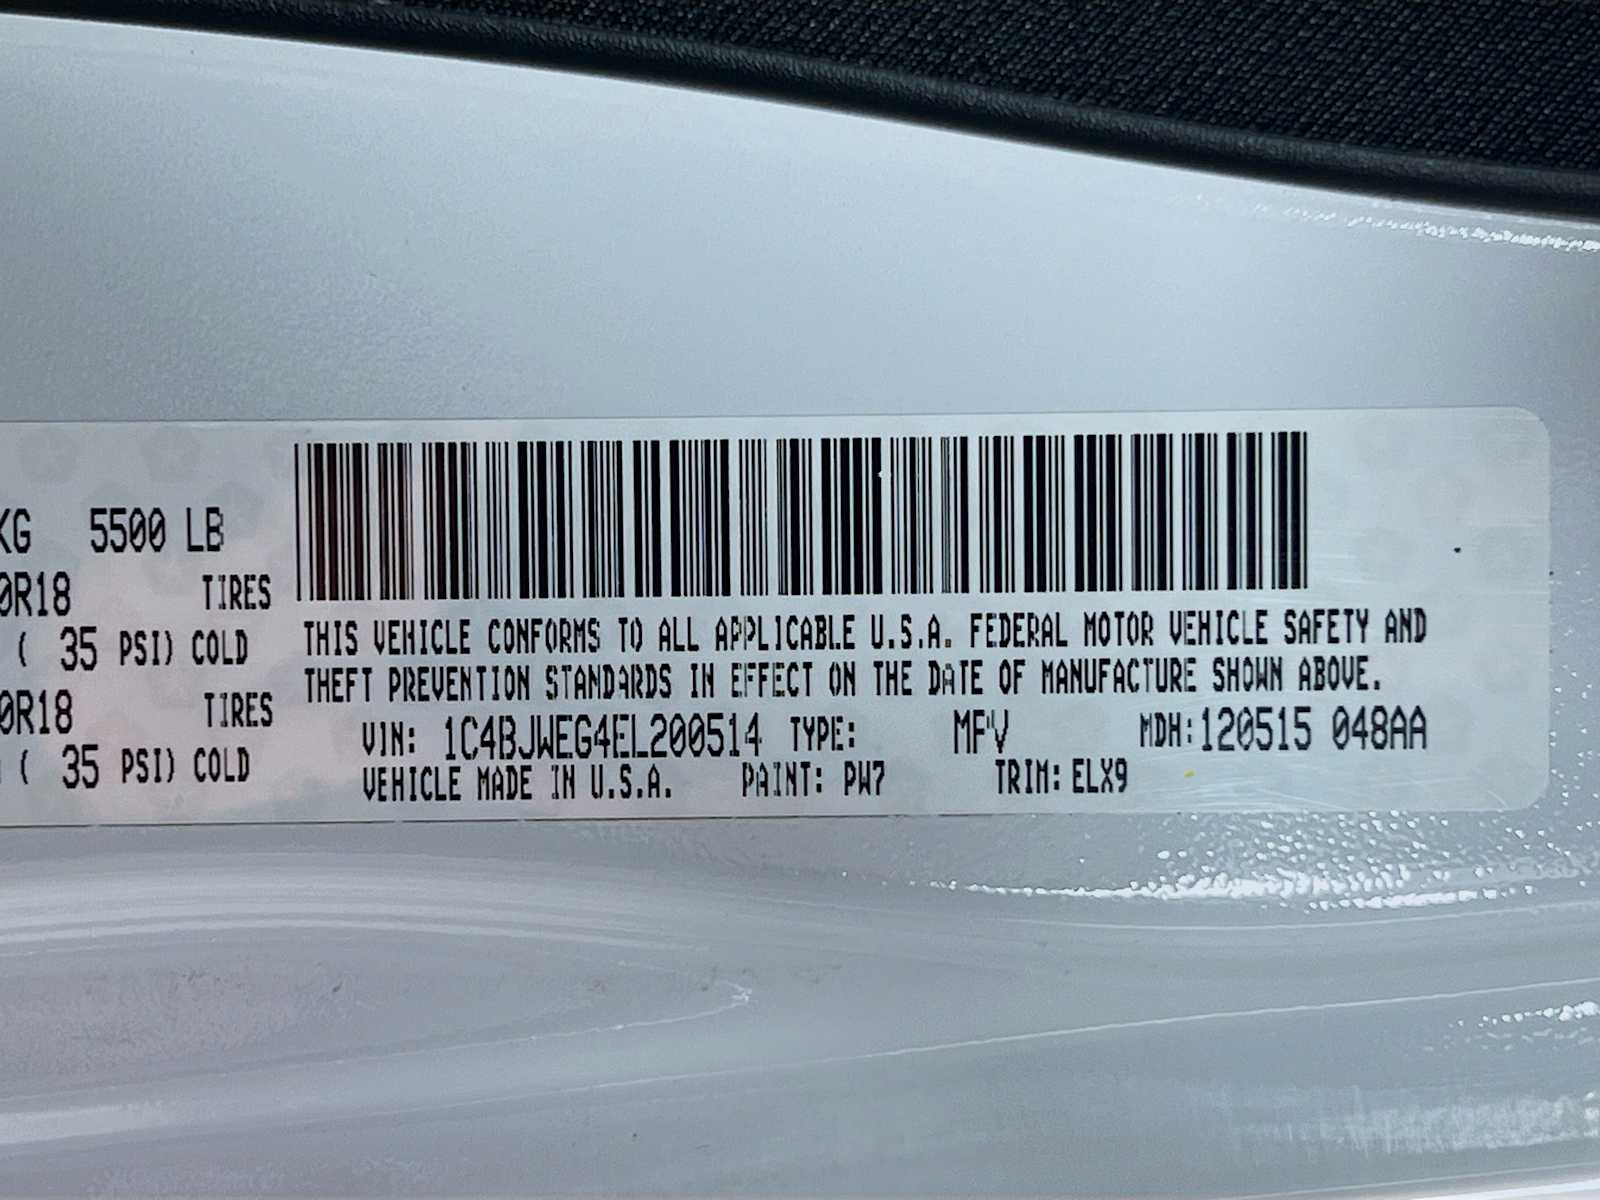 KG 5500 LB
0R18 TIRES
( 35 PSI) COLD
0R18 TIRES
( 35 PSI) COLD
THIS VEHICLE CONFORMS TO ALL APPLICABLE U.S.A. FEDERAL MOTOR VEHICLE SAFETY AND
THEFT PREVENTION STANDARDS IN EFFECT ON THE DATE OF MANUFACTURE SHOWN ABOVE.
VIN: 1C4BJWEG4EL200514 TYPE: MPV MDH:120515 048AA
VEHICLE MADE IN U.S.A. PAINT: PW7 TRIM: ELX9